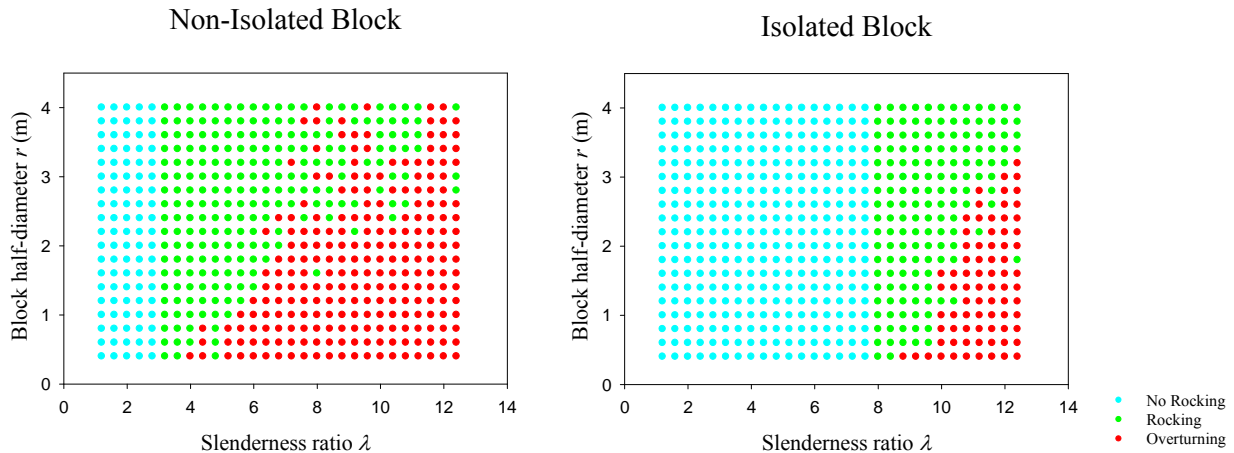 Non-Isolated Block
Isolated Block
Block half-diameter r (m)
4
3
2
1
0
0 2 4 6 8 10 12 14
Slenderness ratio λ
Block half-diameter r (m)
4
3
2
1
0
0 2 4 6 8 10 12 14
Slenderness ratio λ
No Rocking
Rocking
Overturning